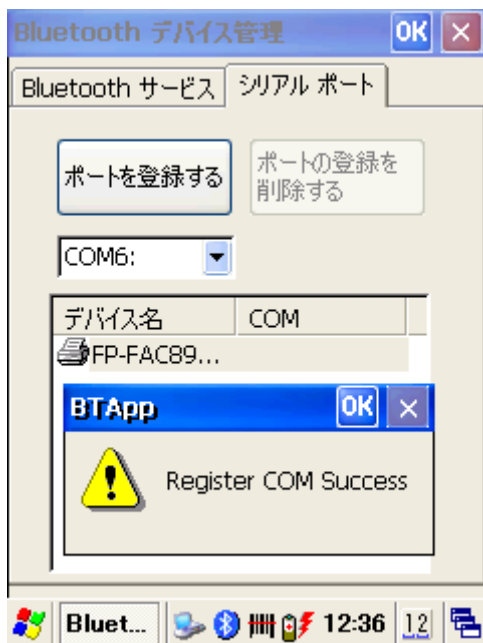 Bluetooth デバイス管理 OK
Bluetooth サービス シリアル ポート
ポートを登録する
ポートの登録を
削除する
COM6:
デバイス名 COM
FP-FAC89...
BTApp OK
Register COM Success
Bluet... 12:36 12